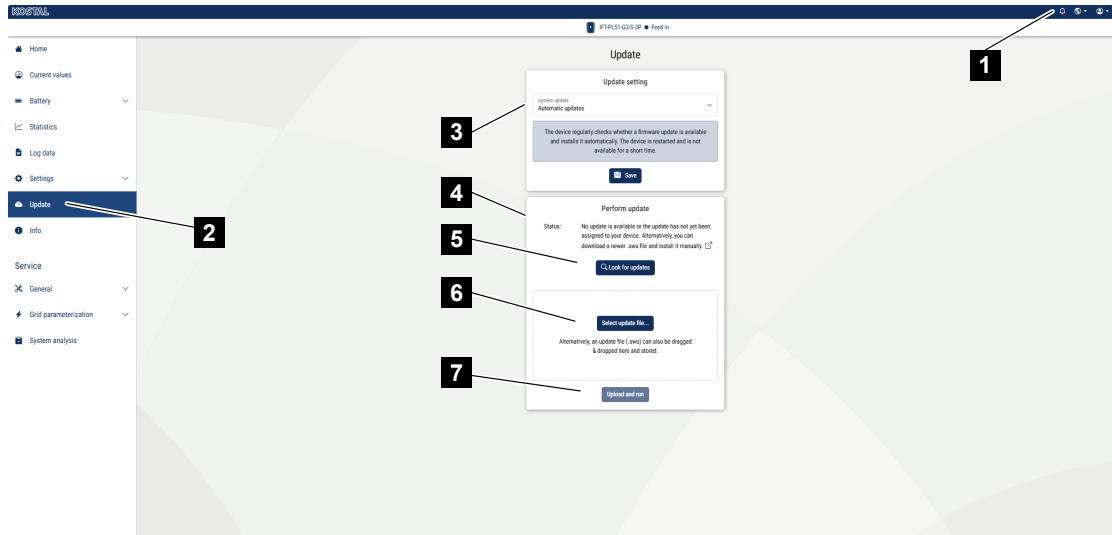 KOSTAL
IFT-PL51-G3-S-3P ● Feed in
1
Home
Current values
Battery
Statistics
Log data
Settings
Update
2
Info
Service
General
Grid parameterization
System analysis
Update
Update setting
3
System update
Automatic updates
The device regularly checks whether a firmware update is available
and installs it automatically. The device is restarted and is not
available for a short time.
Save
4
Perform update
Status:
No update is available or the update has not yet been
assigned to your device. Alternatively, you can
download a newer .swu file and install it manually.
5
Look for updates
6
Select update file...
Alternatively, an update file (.swu) can also be dragged
& dropped here and stored.
7
Upload and run